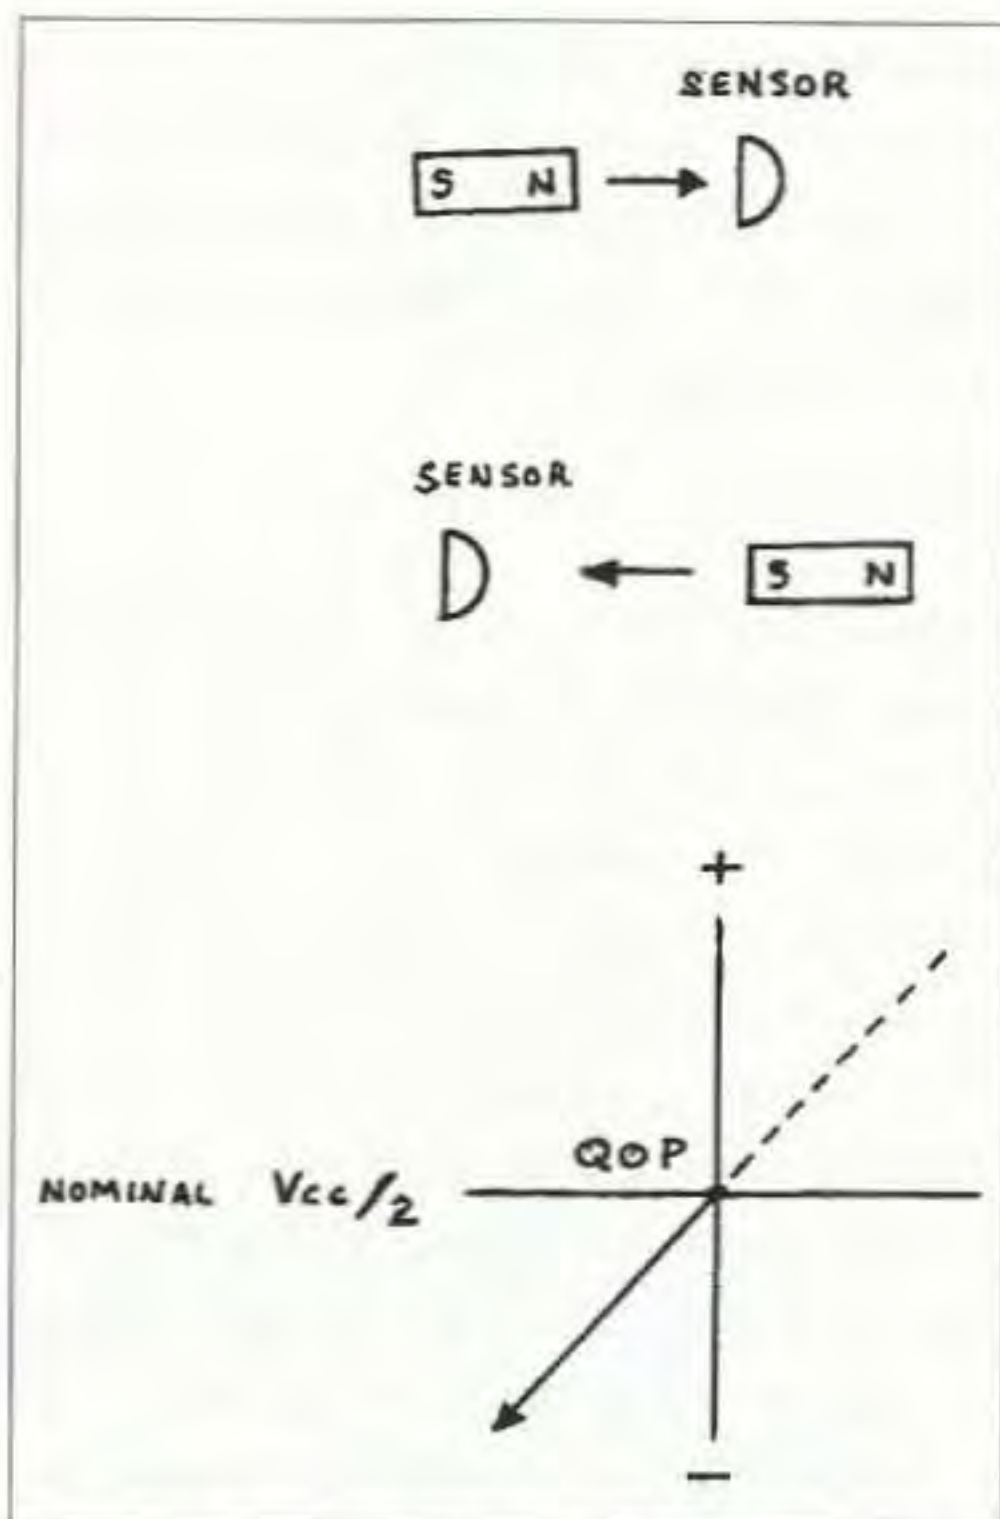 SENSOR
S N
SENSOR
S N
+
QOP
NOMINAL Vcc/2
−